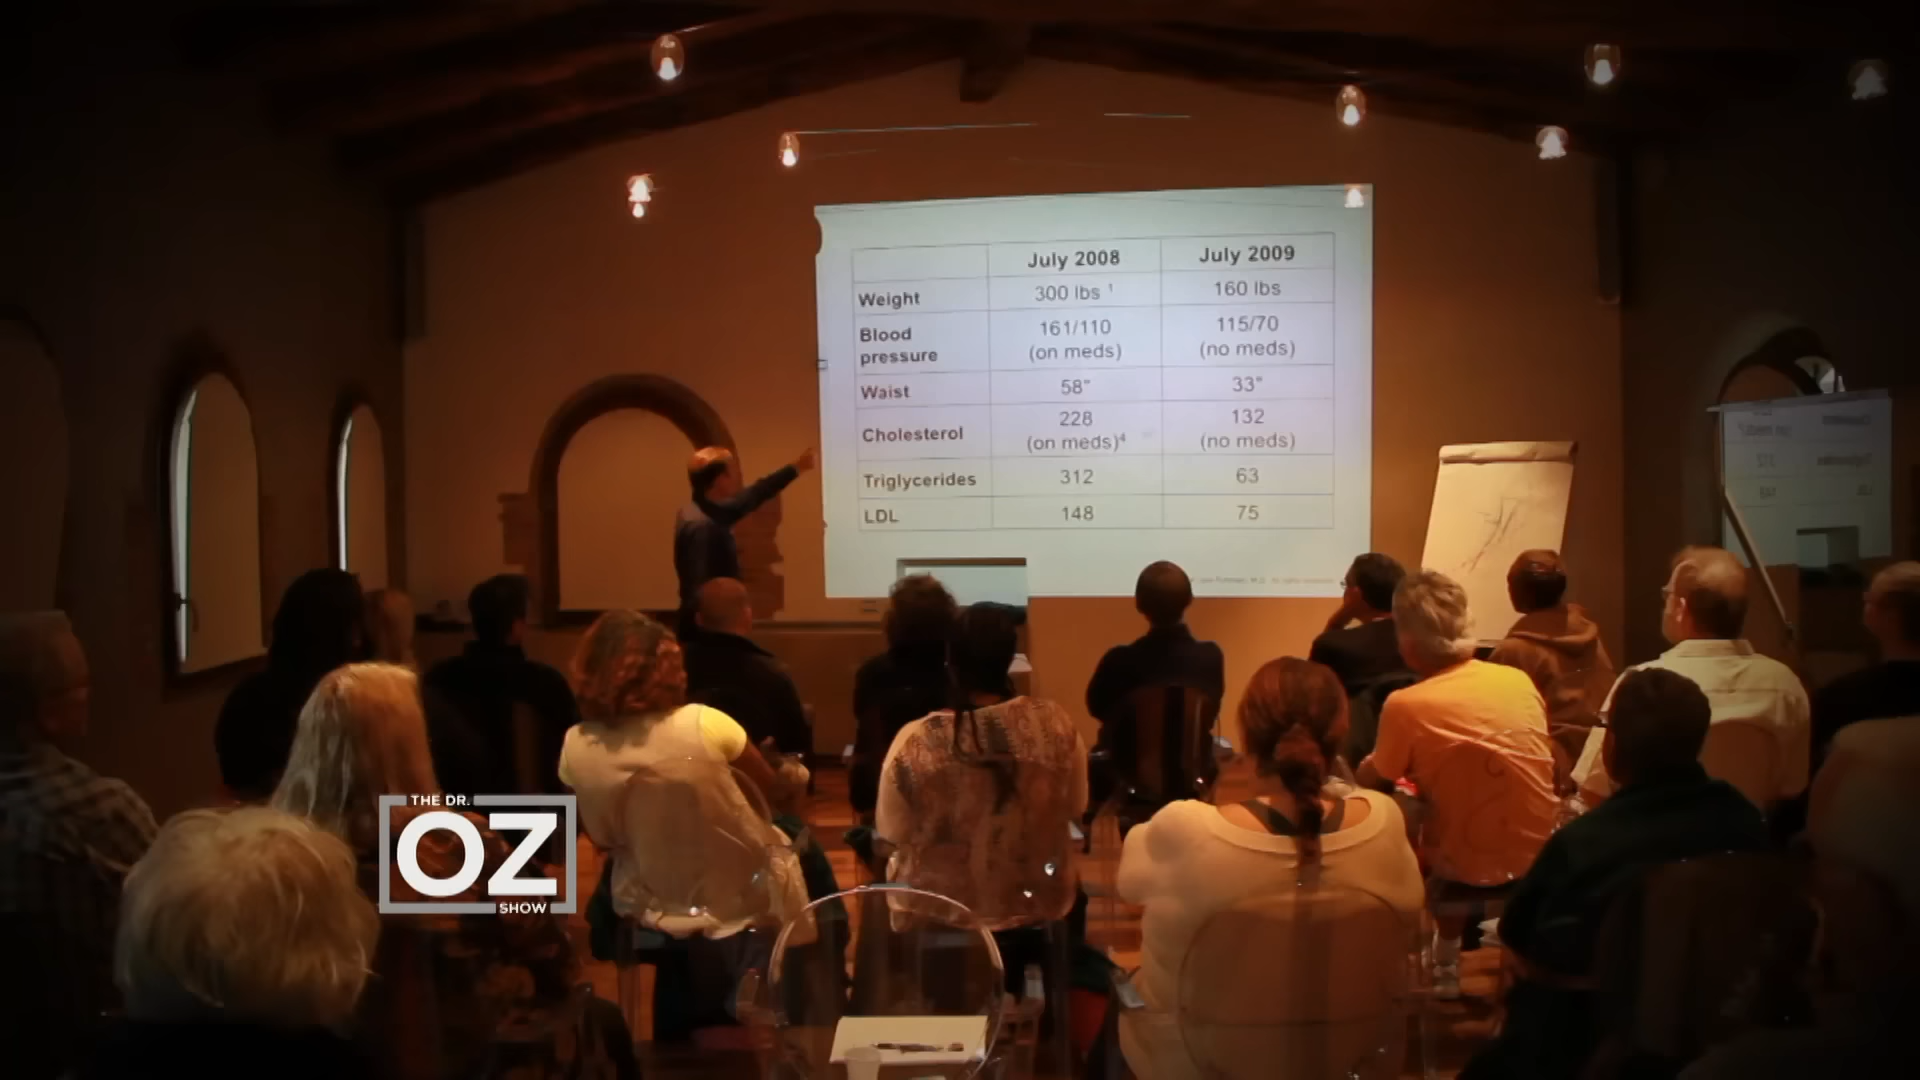 July 2008 July 2009
Weight 300 lbs ¹ 160 lbs
Blood pressure 161/110 (on meds) 115/70 (no meds)
Waist 58" 33"
Cholesterol 228 (on meds)⁴ 132 (no meds)
Triglycerides 312 63
LDL 148 75
THE DR.
OZ
SHOW